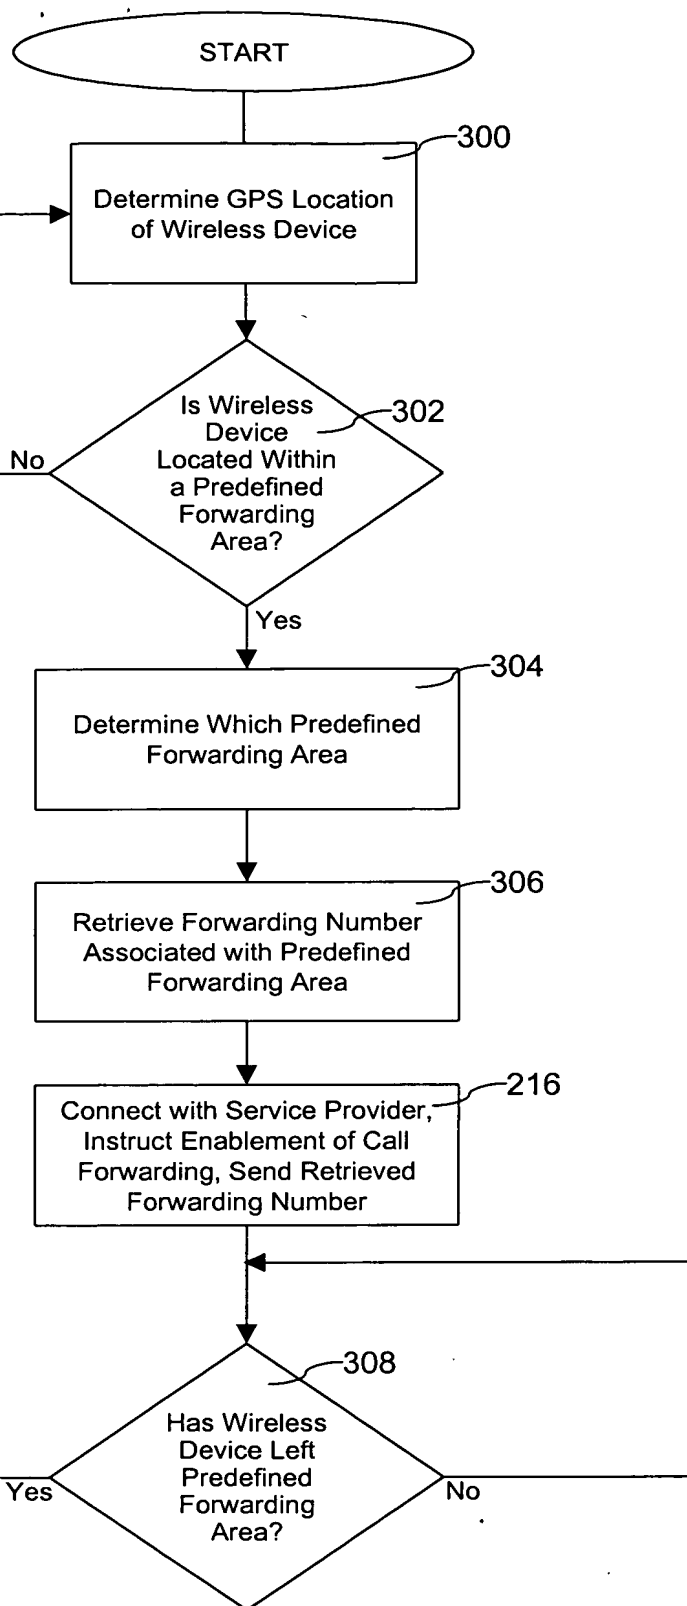 START
300
Determine GPS Location
of Wireless Device
Is Wireless
Device
302
Located Within
No
a Predefined
Forwarding
Area?
Yes
304
Determine Which Predefined
Forwarding Area
306
Retrieve Forwarding Number
Associated with Predefined
Forwarding Area
216
Connect with Service Provider,
Instruct Enablement of Call
Forwarding, Send Retrieved
Forwarding Number
308
Has Wireless
Device Left
Predefined
Forwarding
Area?
Yes
No